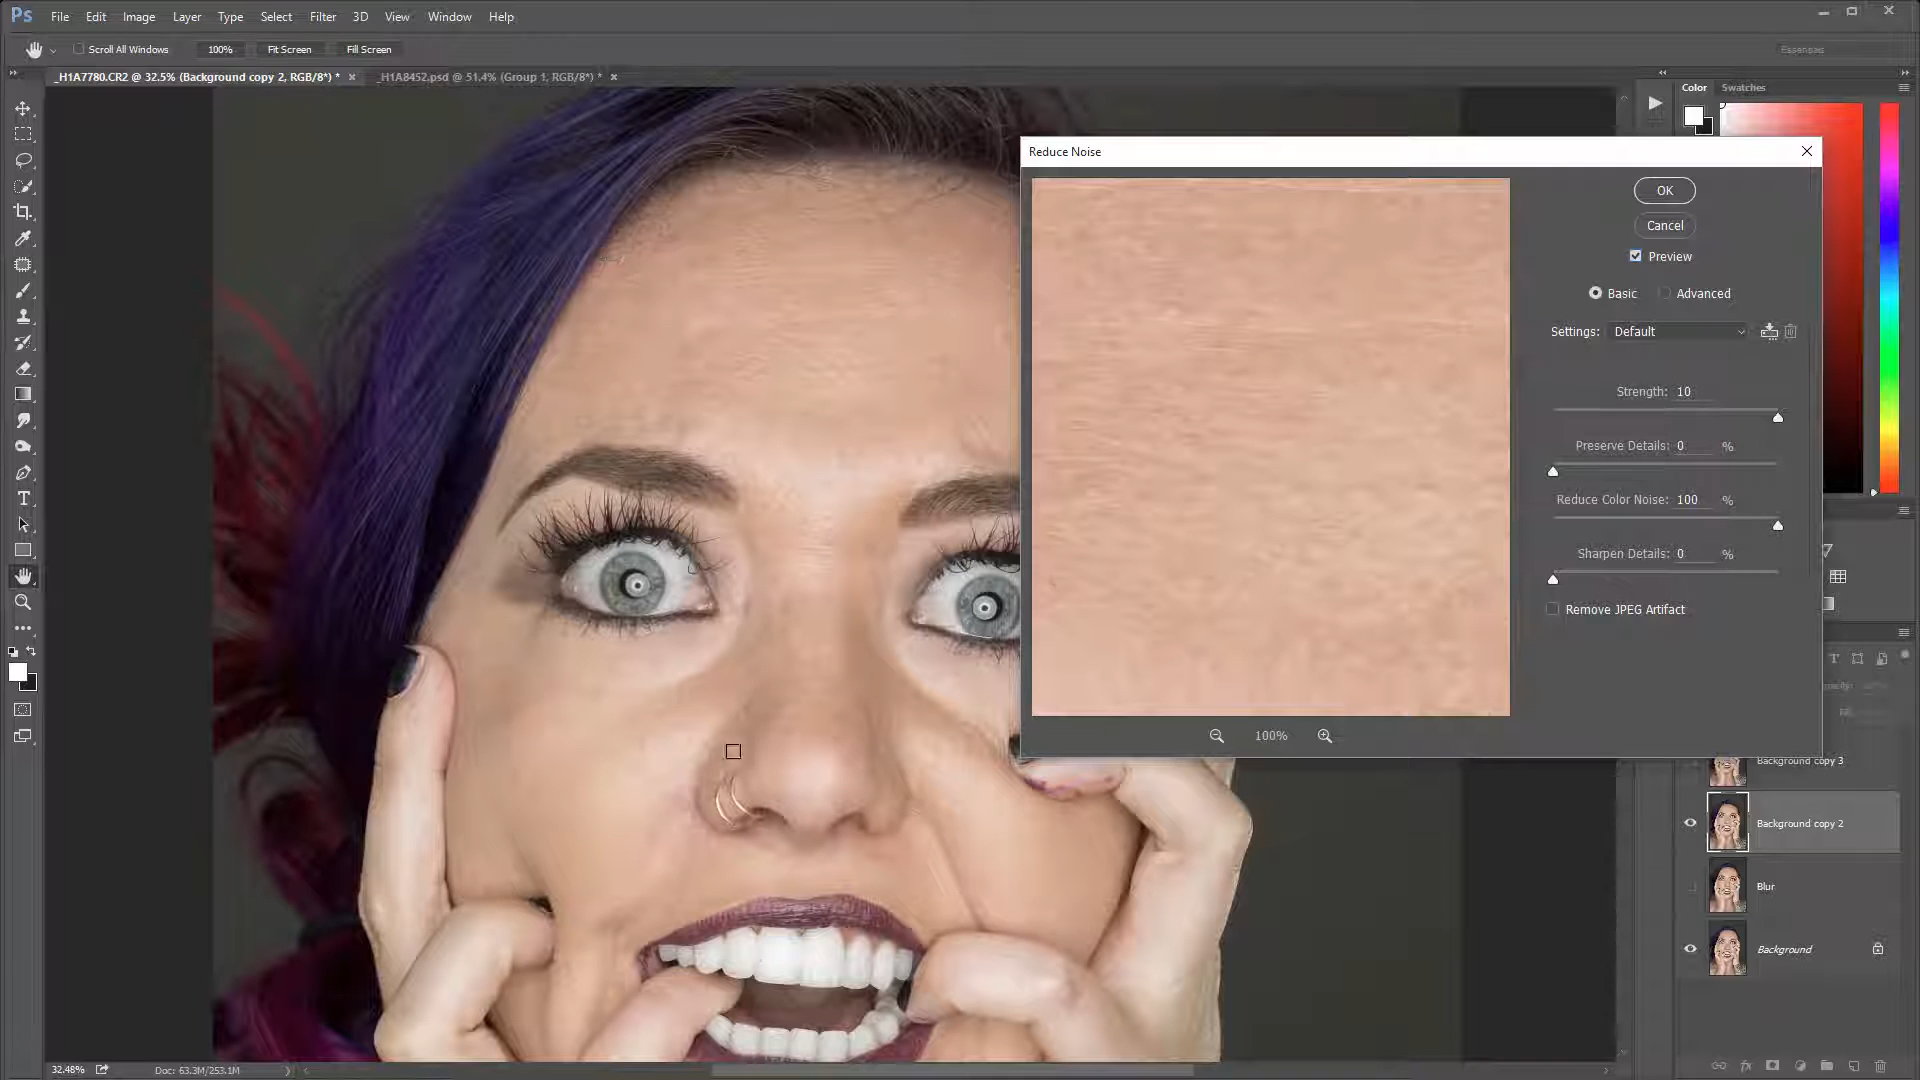 Ps File Edit Image Layer Type Select Filter 3D View Window Help
Scroll All Windows 100% Fit Screen Fill Screen Essentials
_H1A7780.CR2 @ 32.5% (Background copy 2, RGB/8*) * _H1A8452.psd @ 51.4% (Group 1, RGB/8*) *
Color Swatches
Reduce Noise
OK
Cancel
Preview
Basic Advanced
Settings: Default
Strength: 10
Preserve Details: 0 %
Reduce Color Noise: 100 %
Sharpen Details: 0 %
Remove JPEG Artifact
100%
Background copy 3
Background copy 2
Blur
Background
32.48% Doc: 63.3M/253.1M